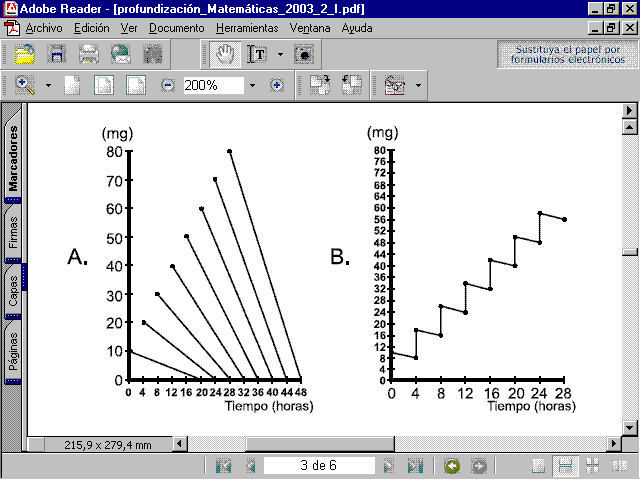 Adobe Reader - [profundización_Matemáticas_2003_2_I.pdf]
Archivo Edición Ver Documento Herramientas Ventana Ayuda
Sustituya el papel por
formularios electrónicos
200%
Marcadores
Firmas
Capas
Páginas
A.
(mg)
80
70
60
50
40
30
20
10
0
0 4 8 12 16 20 24 28 32 36 40 44 48
Tiempo (horas)
B.
(mg)
80
76
72
68
64
60
56
52
48
44
40
36
32
28
24
20
16
12
8
4
0
0 4 8 12 16 20 24 28
Tiempo (horas)
215,9 x 279,4 mm
3 de 6